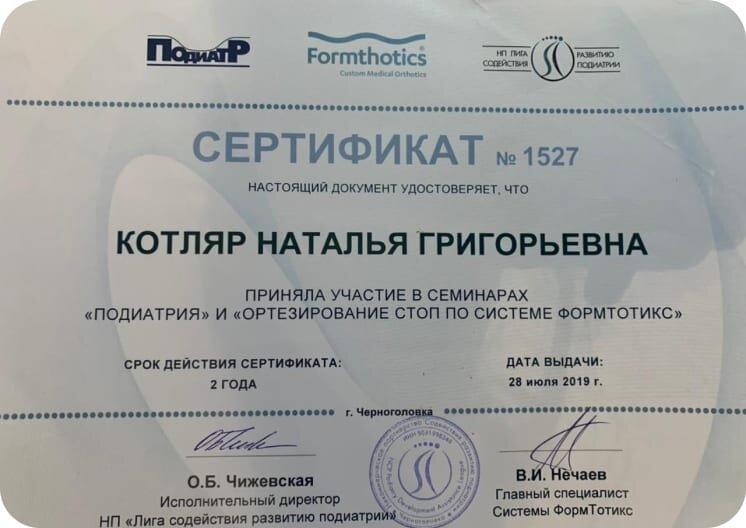 ПОДИАТР
Formthotics®
Custom Medical Orthotics
НП ЛИГА РАЗВИТИЮ
СОДЕЙСТВИЯ ПОДИАТРИИ
СЕРТИФИКАТ № 1527
НАСТОЯЩИЙ ДОКУМЕНТ УДОСТОВЕРЯЕТ, ЧТО
КОТЛЯР НАТАЛЬЯ ГРИГОРЬЕВНА
ПРИНЯЛА УЧАСТИЕ В СЕМИНАРАХ
«ПОДИАТРИЯ» И «ОРТЕЗИРОВАНИЕ СТОП ПО СИСТЕМЕ ФОРМТОТИКС»
СРОК ДЕЙСТВИЯ СЕРТИФИКАТА:
2 ГОДА
ДАТА ВЫДАЧИ:
28 июля 2019 г.
г. Черноголовка
О.Б. Чижевская
Исполнительный директор
НП «Лига содействия развитию подиатрии»
В.И. Нечаев
Главный специалист
Системы ФормТотикс